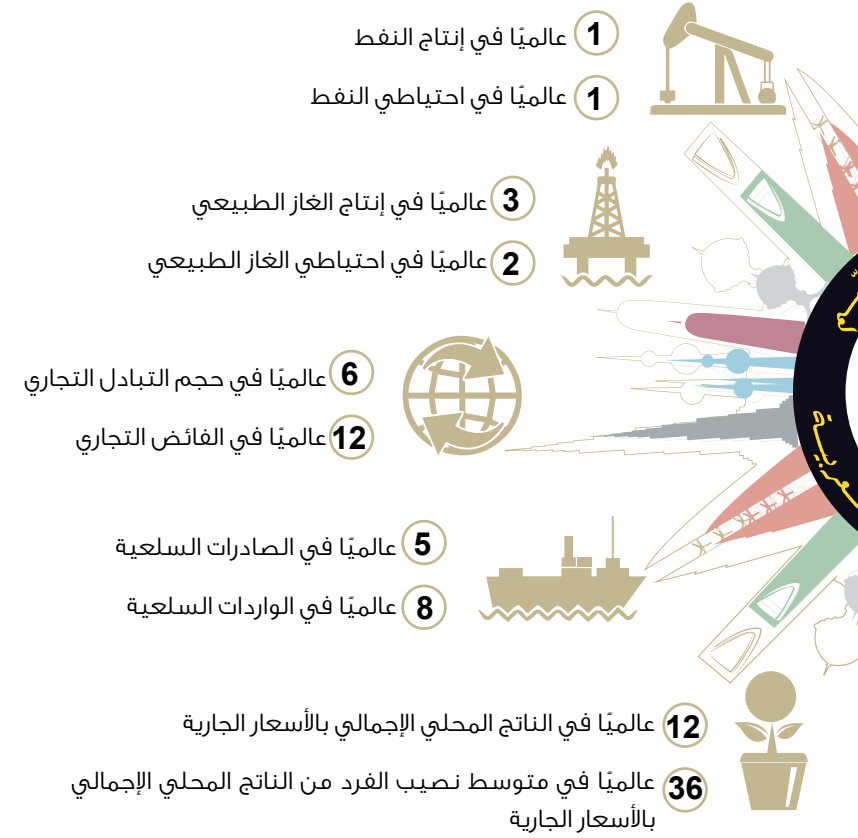 1 عالميًا في إنتاج النفط
1 عالميًا في احتياطي النفط
3 عالميًا في إنتاج الغاز الطبيعي
2 عالميًا في احتياطي الغاز الطبيعي
6 عالميًا في حجم التبادل التجاري
12 عالميًا في الفائض التجاري
5 عالميًا في الصادرات السلعية
8 عالميًا في الواردات السلعية
12 عالميًا في الناتج المحلي الإجمالي بالأسعار الجارية
36 عالميًا في متوسط نصيب الفرد من الناتج المحلي الإجمالي
بالأسعار الجارية